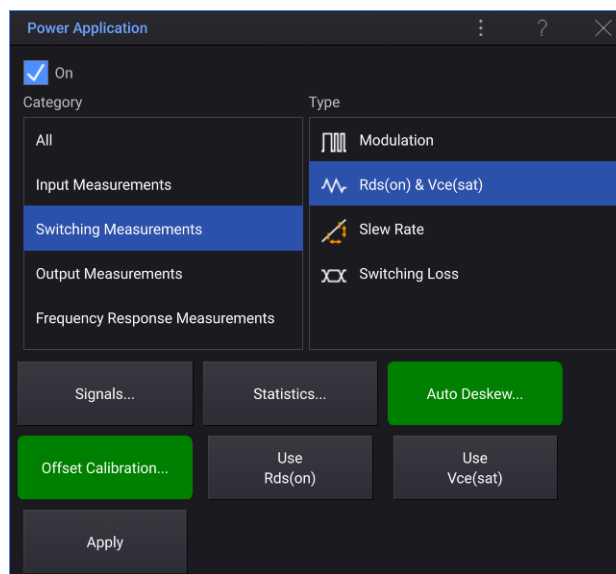 Power Application
?
On
Category
Type
All
Input Measurements
Switching Measurements
Output Measurements
Frequency Response Measurements
Modulation
Rds(on) & Vce(sat)
Slew Rate
Switching Loss
Signals...
Statistics...
Auto Deskew...
Offset Calibration...
Use
Rds(on)
Use
Vce(sat)
Apply